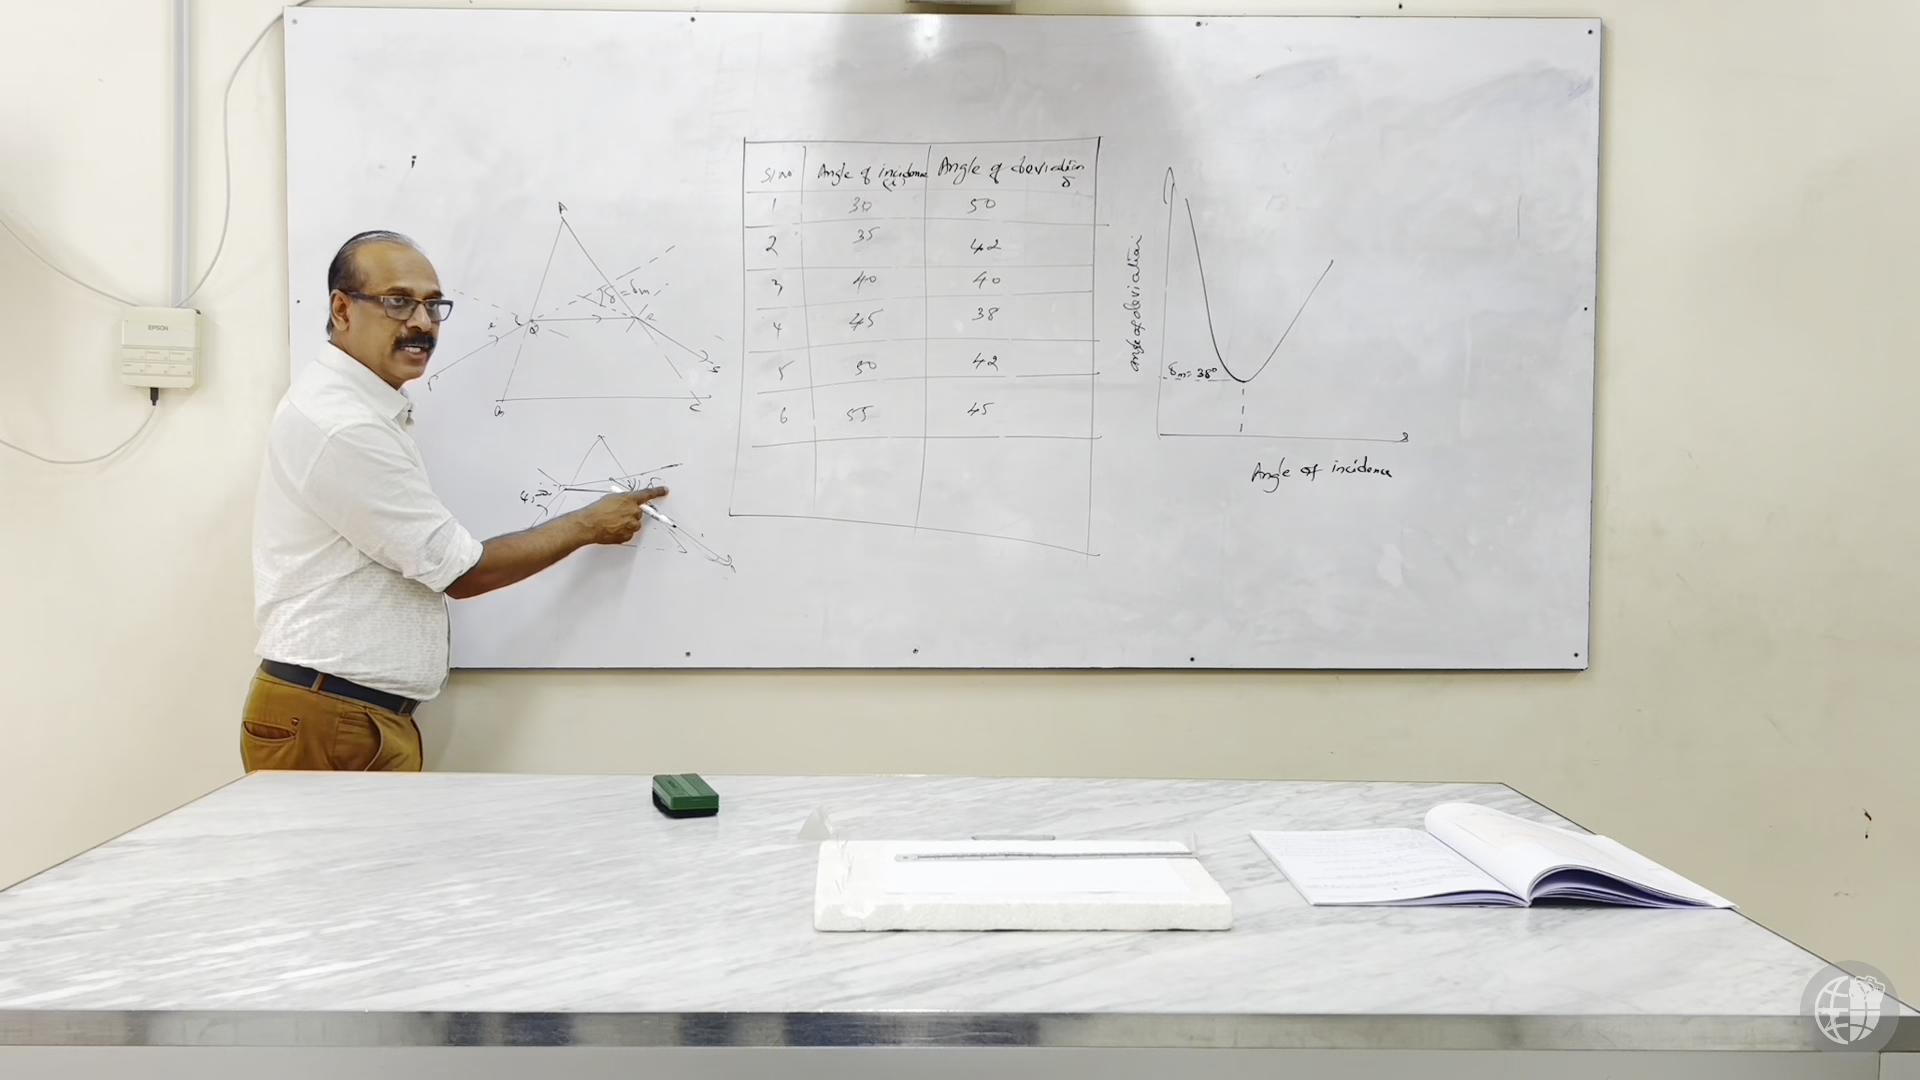 EPSON
A
δ = δm
Q
R
C
Sl no Angle of incidence (i) Angle of deviation δ
1 30 50
2 35 42
3 40 40
4 45 38
5 50 42
6 55 45
angle of deviation
δm = 38°
Angle of incidence